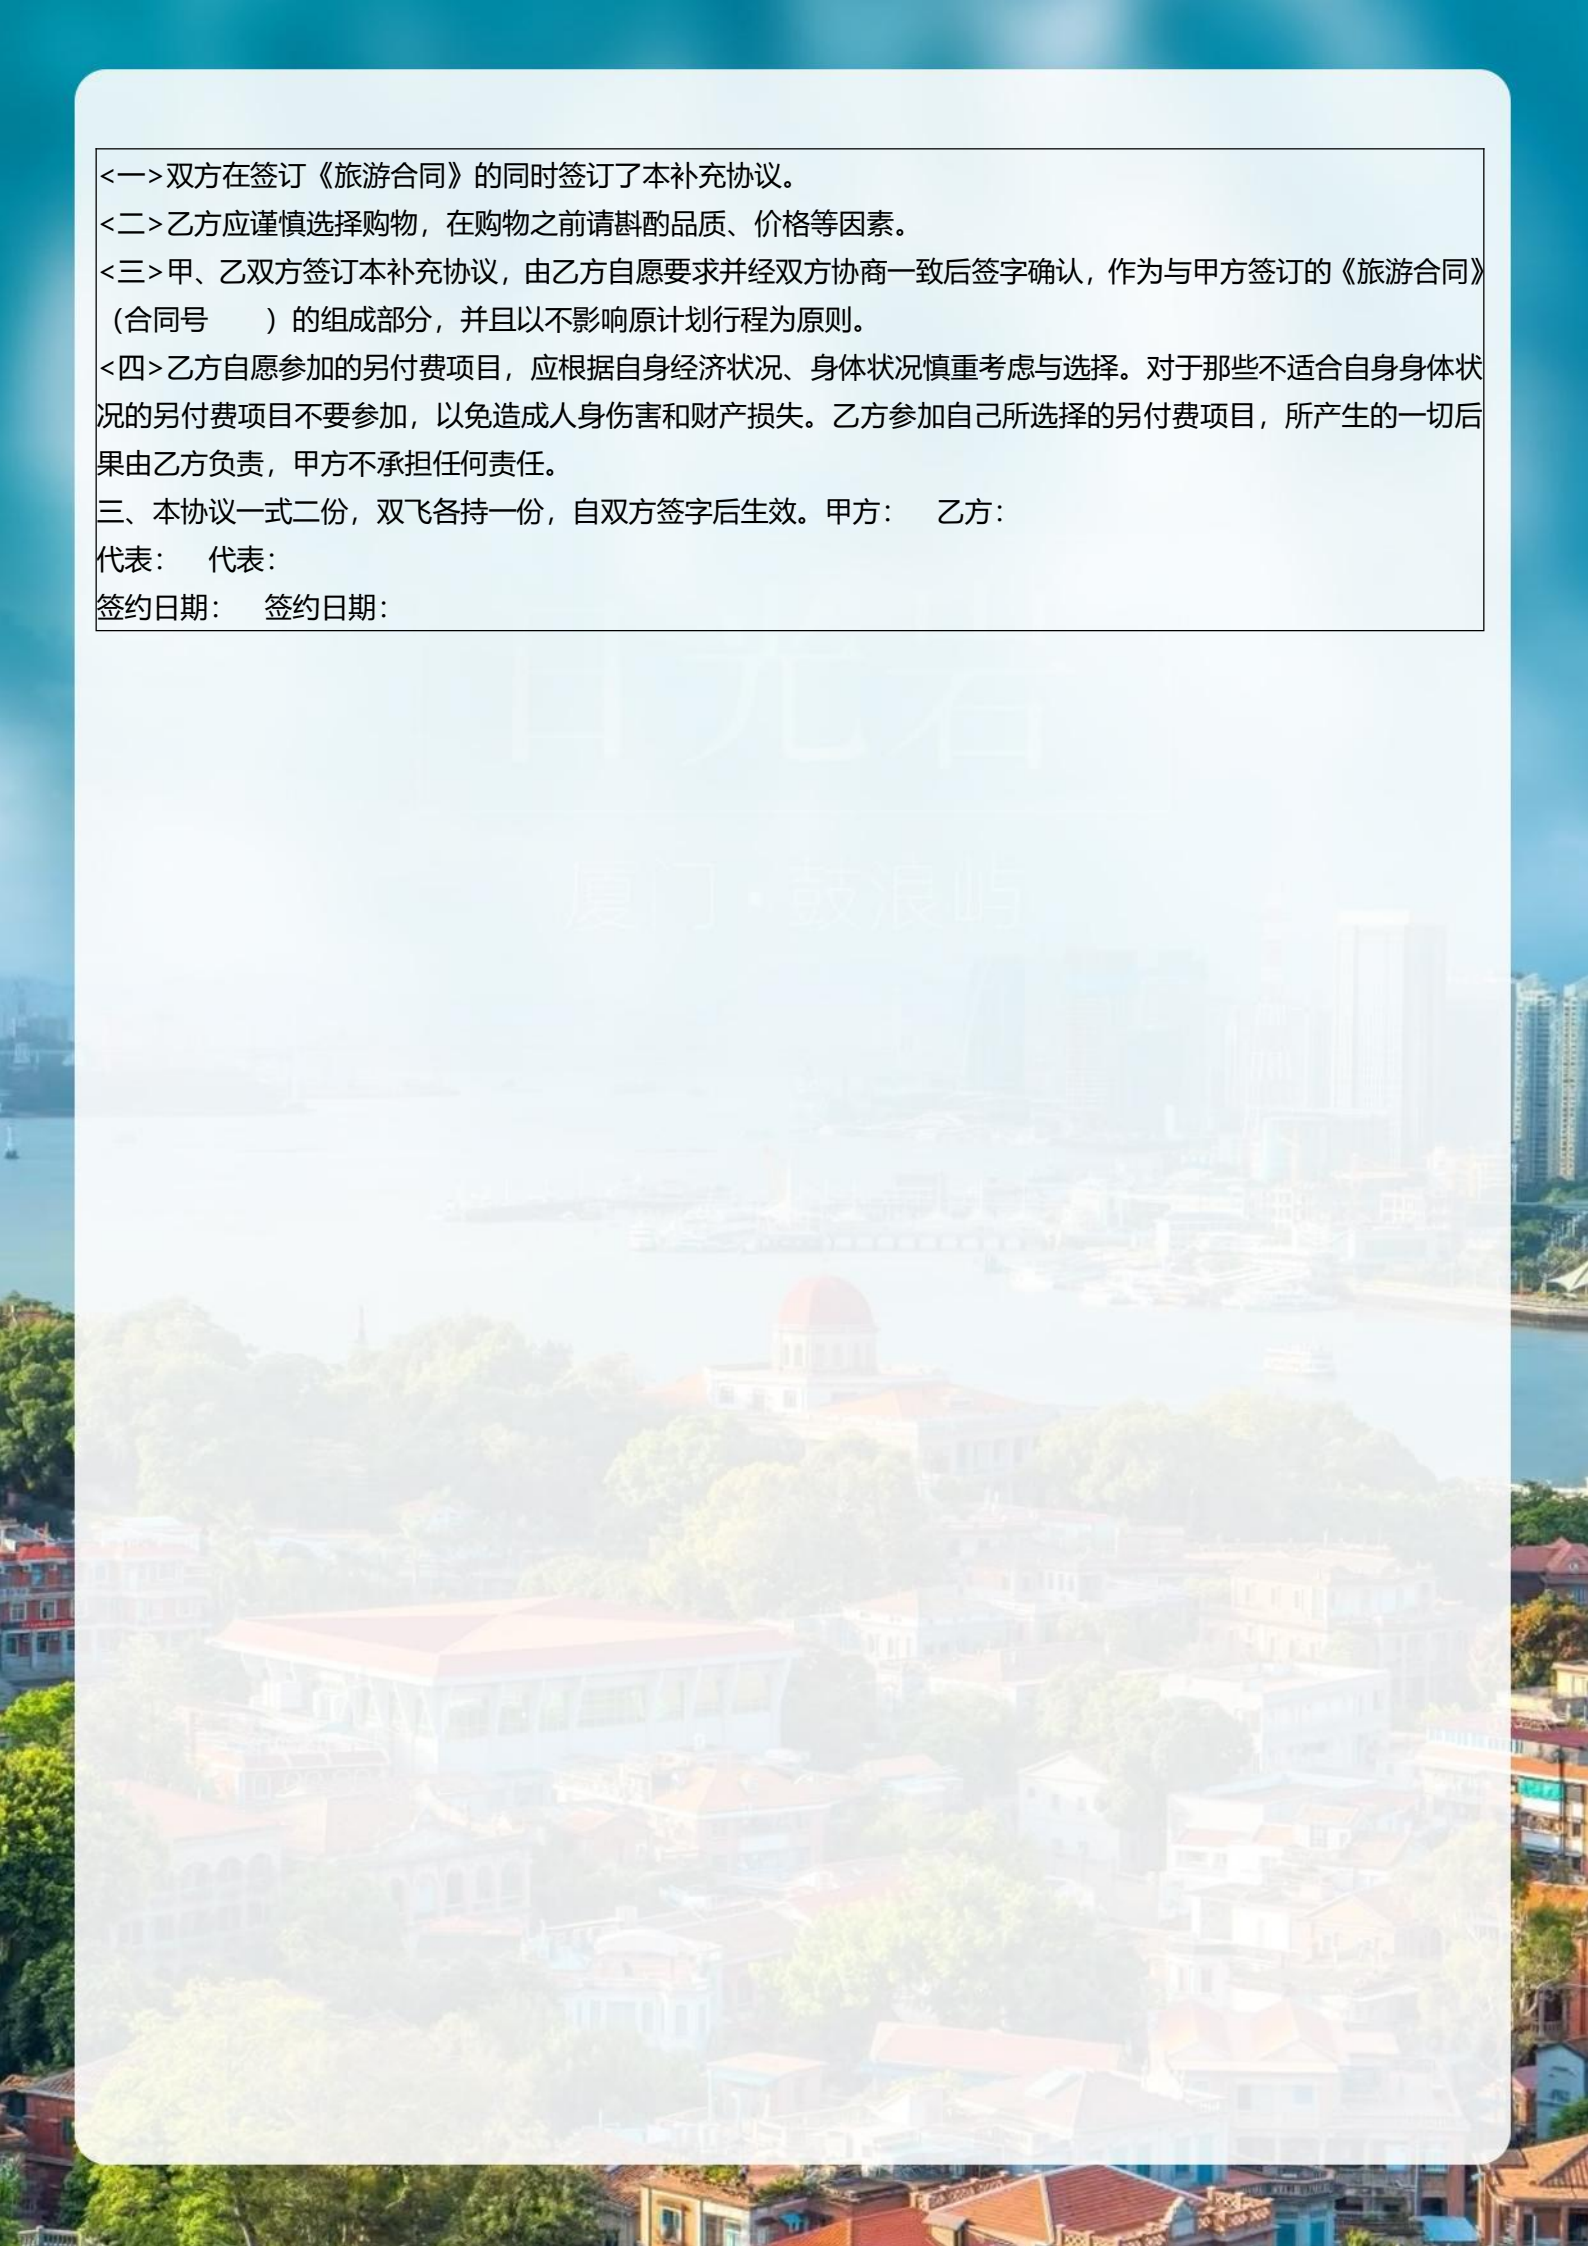 <一>双方在签订《旅游合同》的同时签订了本补充协议。
<二>乙方应谨慎选择购物，在购物之前请斟酌品质、价格等因素。
<三>甲、乙双方签订本补充协议，由乙方自愿要求并经双方协商一致后签字确认，作为与甲方签订的《旅游合同》
（合同号　　）的组成部分，并且以不影响原计划行程为原则。
<四>乙方自愿参加的另付费项目，应根据自身经济状况、身体状况慎重考虑与选择。对于那些不适合自身身体状
况的另付费项目不要参加，以免造成人身伤害和财产损失。乙方参加自己所选择的另付费项目，所产生的一切后
果由乙方负责，甲方不承担任何责任。
三、本协议一式二份，双飞各持一份，自双方签字后生效。甲方：　乙方：
代表：　代表：
签约日期：　签约日期：
日光岩
厦门·鼓浪屿